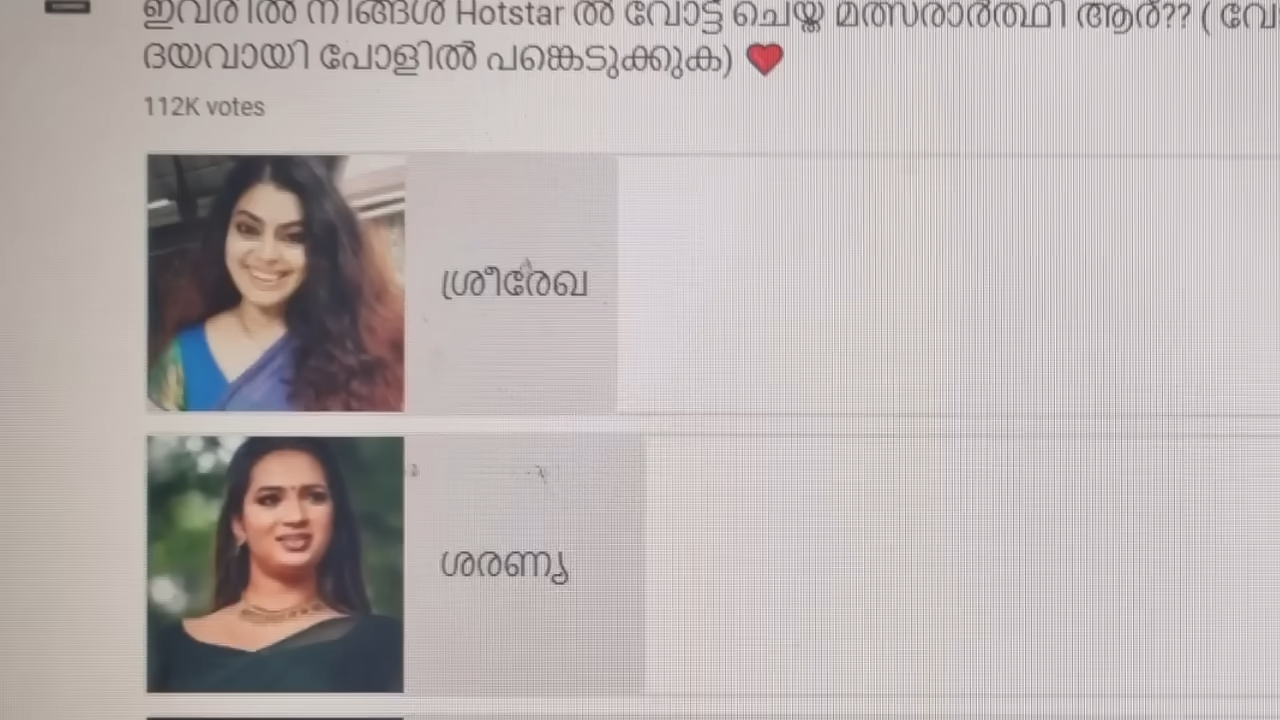 ഇവരിൽ നിങ്ങൾ Hotstar ൽ വോട്ട് ചെയ്ത മത്സരാർത്ഥി ആര്?? (
ദയവായി പോളിൽ പങ്കെടുക്കുക) ❤️
112K votes
ശ്രീരേഖ
ശരണ്യ